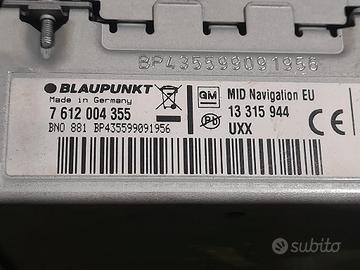 BP435599091956
BLAUPUNKT
Made in Germany
7 612 004 355
BNO 881 BP435599091956
GM
MID Navigation EU
13 315 944
Pb
UXX
CE
subito